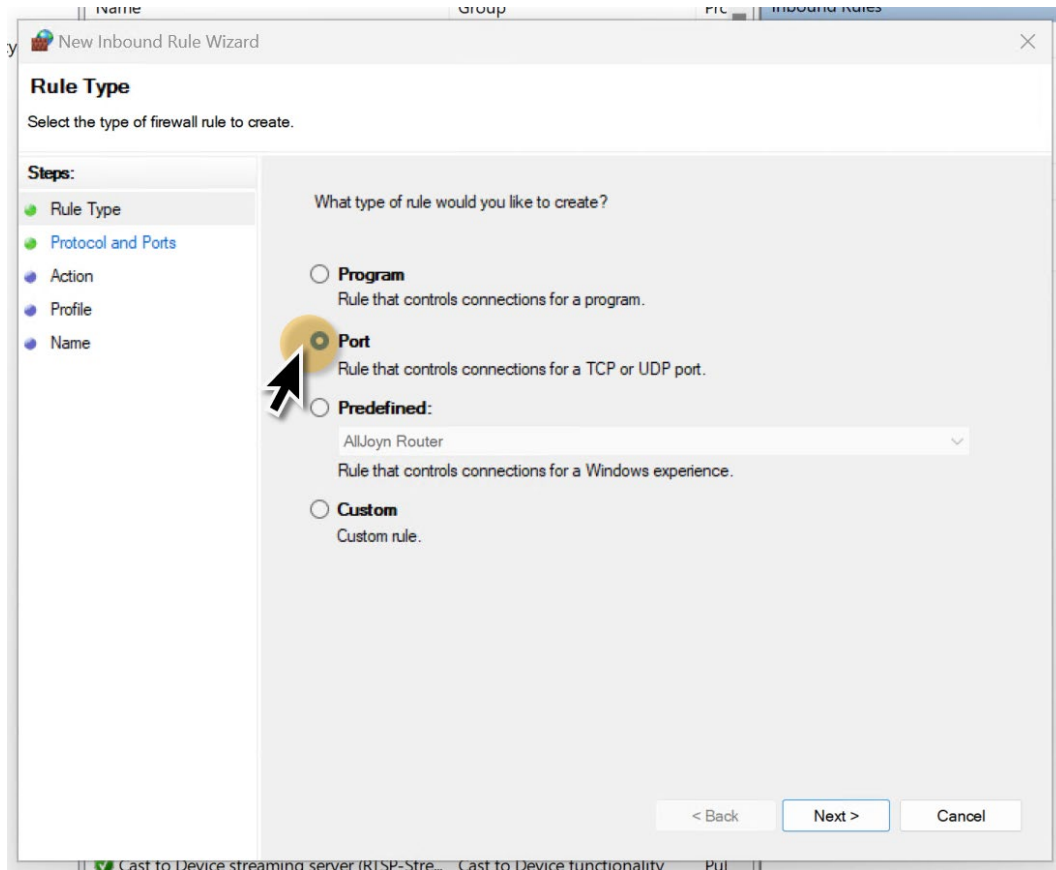 Name Group Inbound Rules
New Inbound Rule Wizard
Rule Type
Select the type of firewall rule to create.
Steps:
Rule Type
Protocol and Ports
Action
Profile
Name
What type of rule would you like to create?
Program
Rule that controls connections for a program.
Port
Rule that controls connections for a TCP or UDP port.
Predefined:
AllJoyn Router
Rule that controls connections for a Windows experience.
Custom
Custom rule.
< Back Next > Cancel
Cast to Device streaming server (RTSP-Stre... Cast to Device functionality